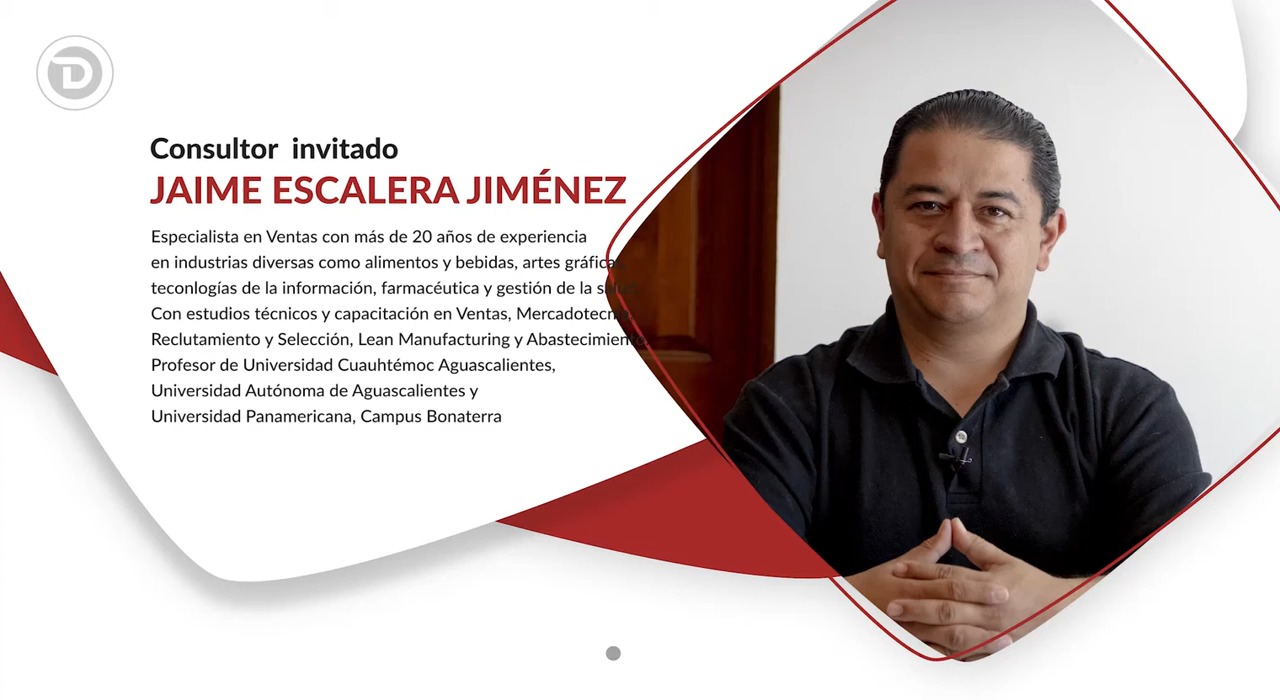 D
Consultor invitado
JAIME ESCALERA JIMÉNEZ
Especialista en Ventas con más de 20 años de experiencia
en industrias diversas como alimentos y bebidas, artes gráficas
teconlogías de la información, farmacéutica y gestión de la
Con estudios técnicos y capacitación en Ventas, Mercadotecnia,
Reclutamiento y Selección, Lean Manufacturing y Abastecimiento,
Profesor de Universidad Cuauhtémoc Aguascalientes,
Universidad Autónoma de Aguascalientes y
Universidad Panamericana, Campus Bonaterra